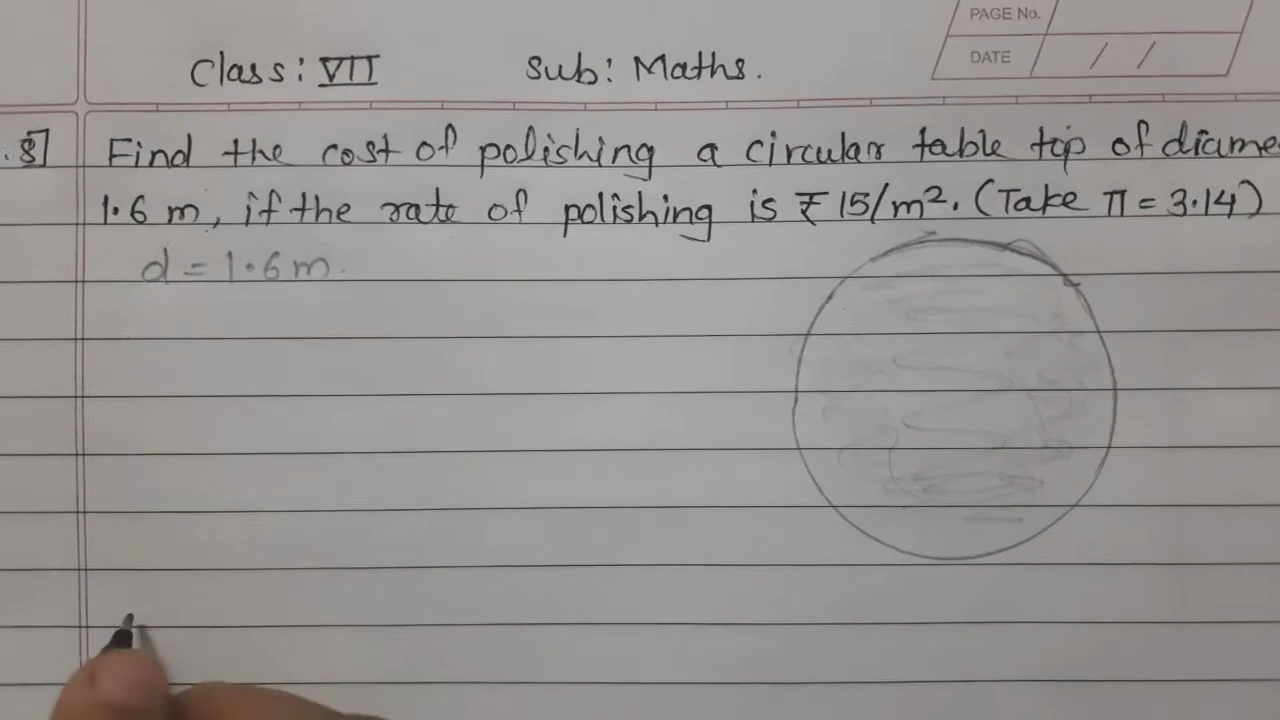 PAGE No.
DATE / /
Class: VII Sub: Maths.
.8] Find the cost of polishing a circular table top of diame
1.6 m, if the rate of polishing is ₹ 15/m². (Take π = 3.14)
d = 1.6 m.